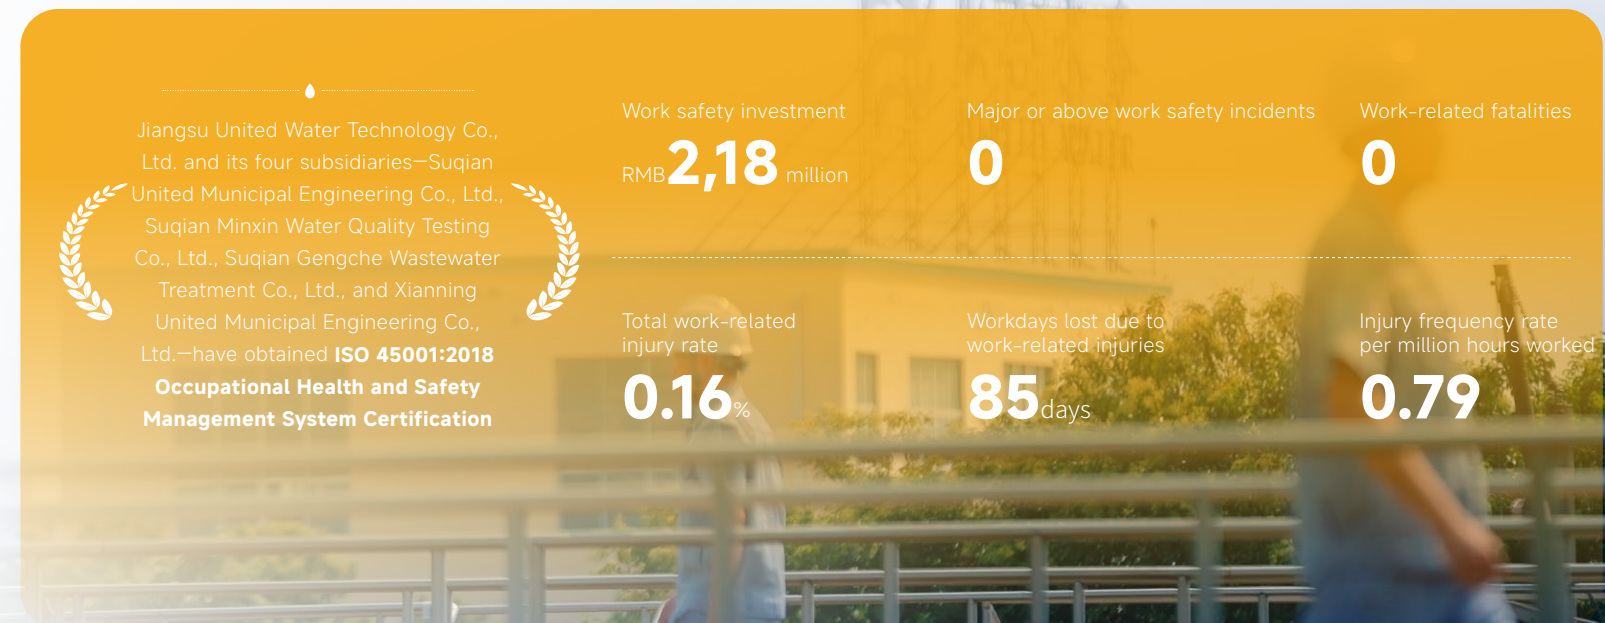 Jiangsu United Water Technology Co.,
Ltd. and its four subsidiaries—Suqian
United Municipal Engineering Co., Ltd.,
Suqian Minxin Water Quality Testing
Co., Ltd., Suqian Gengche Wastewater
Treatment Co., Ltd., and Xianning
United Municipal Engineering Co.,
Ltd.—have obtained ISO 45001:2018
Occupational Health and Safety
Management System Certification
Work safety investment
RMB2,18 million
Major or above work safety incidents
0
Work-related fatalities
0
Total work-related
injury rate
0.16%
Workdays lost due to
work-related injuries
85days
Injury frequency rate
per million hours worked
0.79